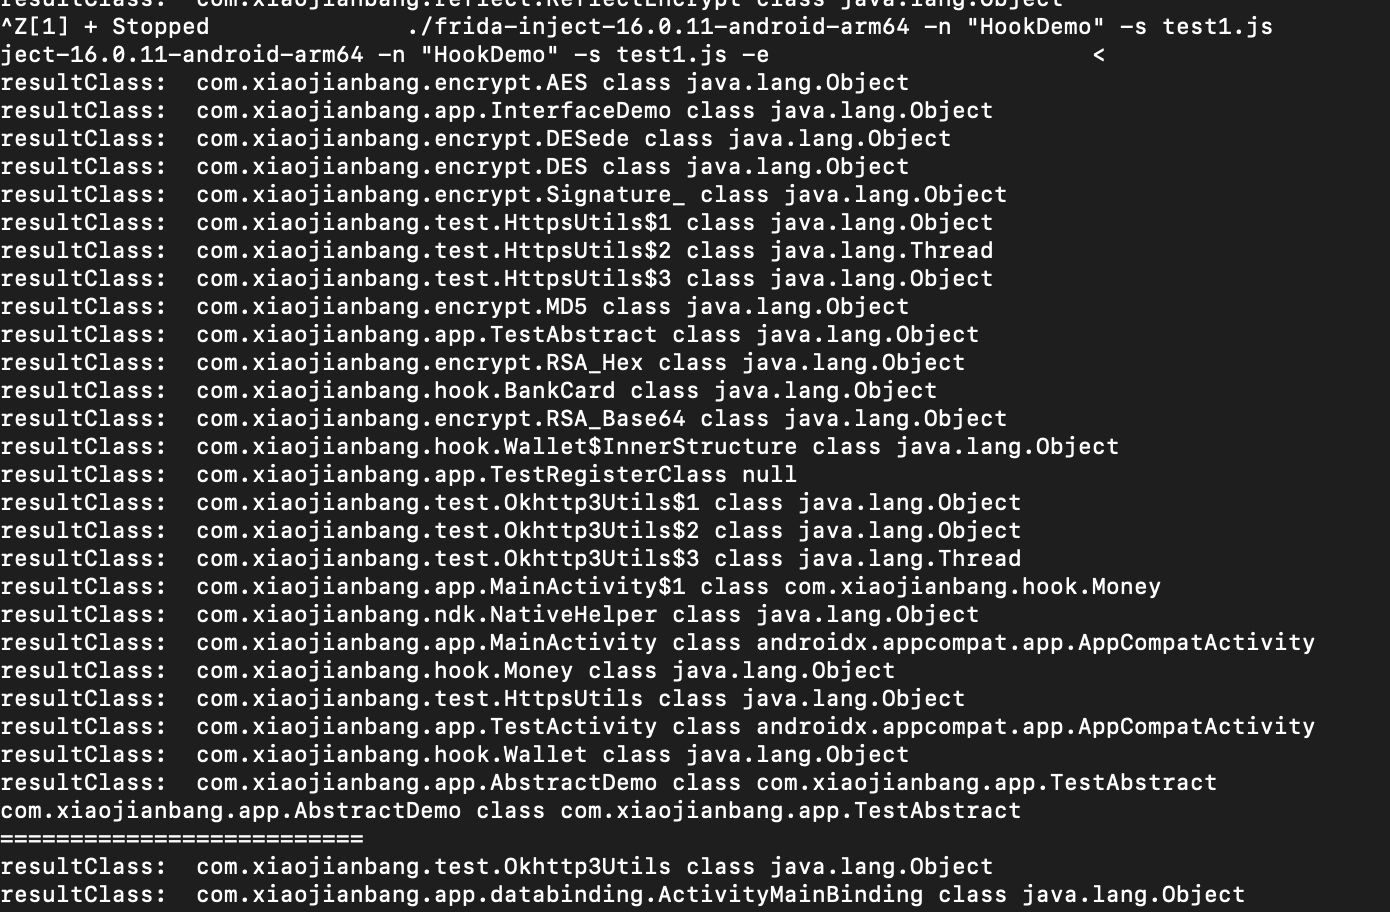 resultClass:  com.xiaojianbang.reflect.ReflectEncrypt class java.lang.Object
^Z[1] + Stopped              ./frida-inject-16.0.11-android-arm64 -n "HookDemo" -s test1.js
ject-16.0.11-android-arm64 -n "HookDemo" -s test1.js -e                       <
resultClass:  com.xiaojianbang.encrypt.AES class java.lang.Object
resultClass:  com.xiaojianbang.app.InterfaceDemo class java.lang.Object
resultClass:  com.xiaojianbang.encrypt.DESede class java.lang.Object
resultClass:  com.xiaojianbang.encrypt.DES class java.lang.Object
resultClass:  com.xiaojianbang.encrypt.Signature_ class java.lang.Object
resultClass:  com.xiaojianbang.test.HttpsUtils$1 class java.lang.Object
resultClass:  com.xiaojianbang.test.HttpsUtils$2 class java.lang.Thread
resultClass:  com.xiaojianbang.test.HttpsUtils$3 class java.lang.Object
resultClass:  com.xiaojianbang.encrypt.MD5 class java.lang.Object
resultClass:  com.xiaojianbang.app.TestAbstract class java.lang.Object
resultClass:  com.xiaojianbang.encrypt.RSA_Hex class java.lang.Object
resultClass:  com.xiaojianbang.hook.BankCard class java.lang.Object
resultClass:  com.xiaojianbang.encrypt.RSA_Base64 class java.lang.Object
resultClass:  com.xiaojianbang.hook.Wallet$InnerStructure class java.lang.Object
resultClass:  com.xiaojianbang.app.TestRegisterClass null
resultClass:  com.xiaojianbang.test.Okhttp3Utils$1 class java.lang.Object
resultClass:  com.xiaojianbang.test.Okhttp3Utils$2 class java.lang.Object
resultClass:  com.xiaojianbang.test.Okhttp3Utils$3 class java.lang.Thread
resultClass:  com.xiaojianbang.app.MainActivity$1 class com.xiaojianbang.hook.Money
resultClass:  com.xiaojianbang.ndk.NativeHelper class java.lang.Object
resultClass:  com.xiaojianbang.app.MainActivity class androidx.appcompat.app.AppCompatActivity
resultClass:  com.xiaojianbang.hook.Money class java.lang.Object
resultClass:  com.xiaojianbang.test.HttpsUtils class java.lang.Object
resultClass:  com.xiaojianbang.app.TestActivity class androidx.appcompat.app.AppCompatActivity
resultClass:  com.xiaojianbang.hook.Wallet class java.lang.Object
resultClass:  com.xiaojianbang.app.AbstractDemo class com.xiaojianbang.app.TestAbstract
com.xiaojianbang.app.AbstractDemo class com.xiaojianbang.app.TestAbstract
==========================
resultClass:  com.xiaojianbang.test.Okhttp3Utils class java.lang.Object
resultClass:  com.xiaojianbang.app.databinding.ActivityMainBinding class java.lang.Object